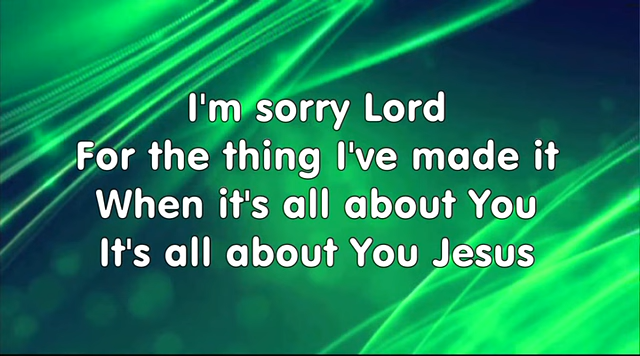 I'm sorry Lord
For the thing I've made it
When it's all about You
It's all about You Jesus